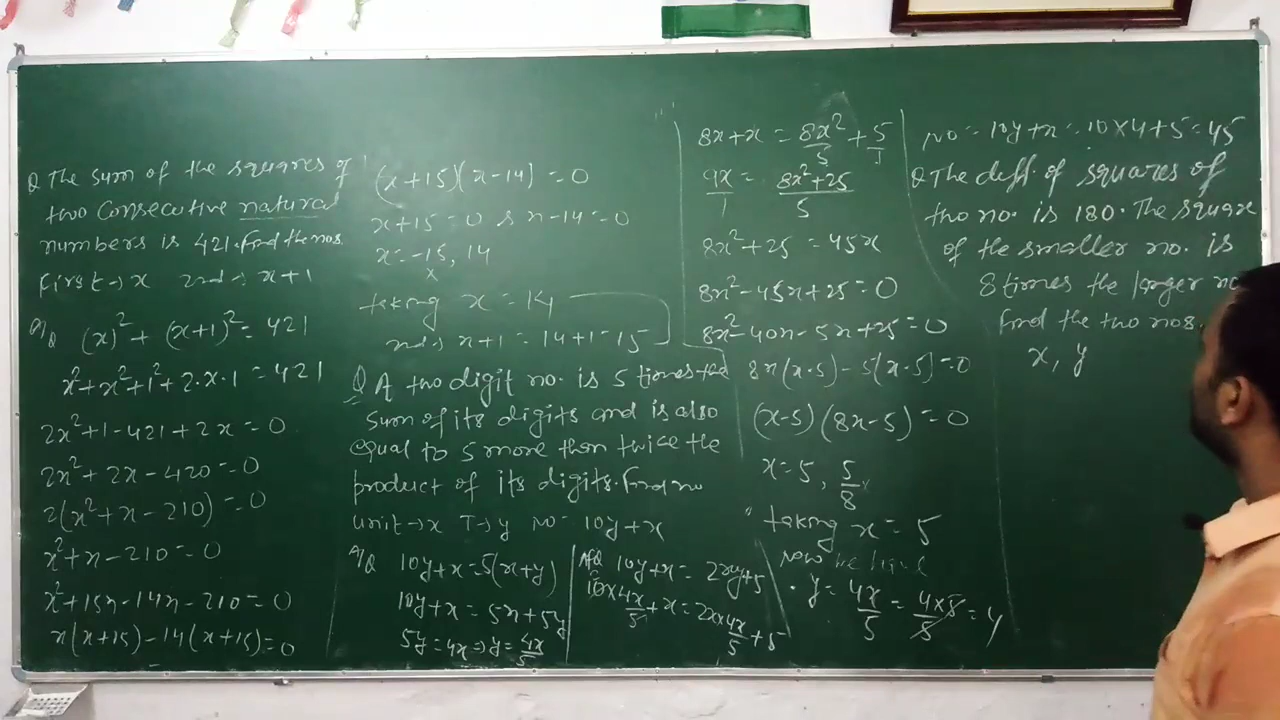 Q The sum of the squares of
two consecutive natural
numbers is 421. Find the nos.
first → x 2nd → x+1
A/Q (x)² + (x+1)² = 421
x²+x²+1²+2.x.1 = 421
2x²+1-421+2x=0
2x²+2x-420=0
2(x²+x-210)=0
x²+x-210=0
x²+15x-14x-210=0
x(x+15)-14(x+15)=0
(x+15)(x-14)=0
x+15=0, x-14=0
x=-15, 14
×
taking x=14
2nd → x+1 = 14+1=15
Q A two digit no. is 5 times the
sum of its digits and is also
equal to 5 more than twice the
product of its digits. Find no
unit → x T → y no = 10y+x
A/Q 10y+x=5(x+y)
10y+x=5x+5y
5y=4x ⇒ y=4x/5
A/Q 10y+x=2xy+5
10×4x/5+x=2x×4x/5+5
8x+x = 8x²/5 + 5/1
9x/1 = 8x²+25/5
8x²+25=45x
8x²-45x+25=0
8x²-40x-5x+25=0
8x(x-5)-5(x-5)=0
(x-5)(8x-5)=0
x=5, 5/8 ×
taking x=5
now we have
y=4x/5=4×5/5=4
no = 10y+x = 10×4+5=45
Q The diff. of squares of
two no. is 180. The square
of the smaller no. is
8 times the larger no
find the two nos.
x, y